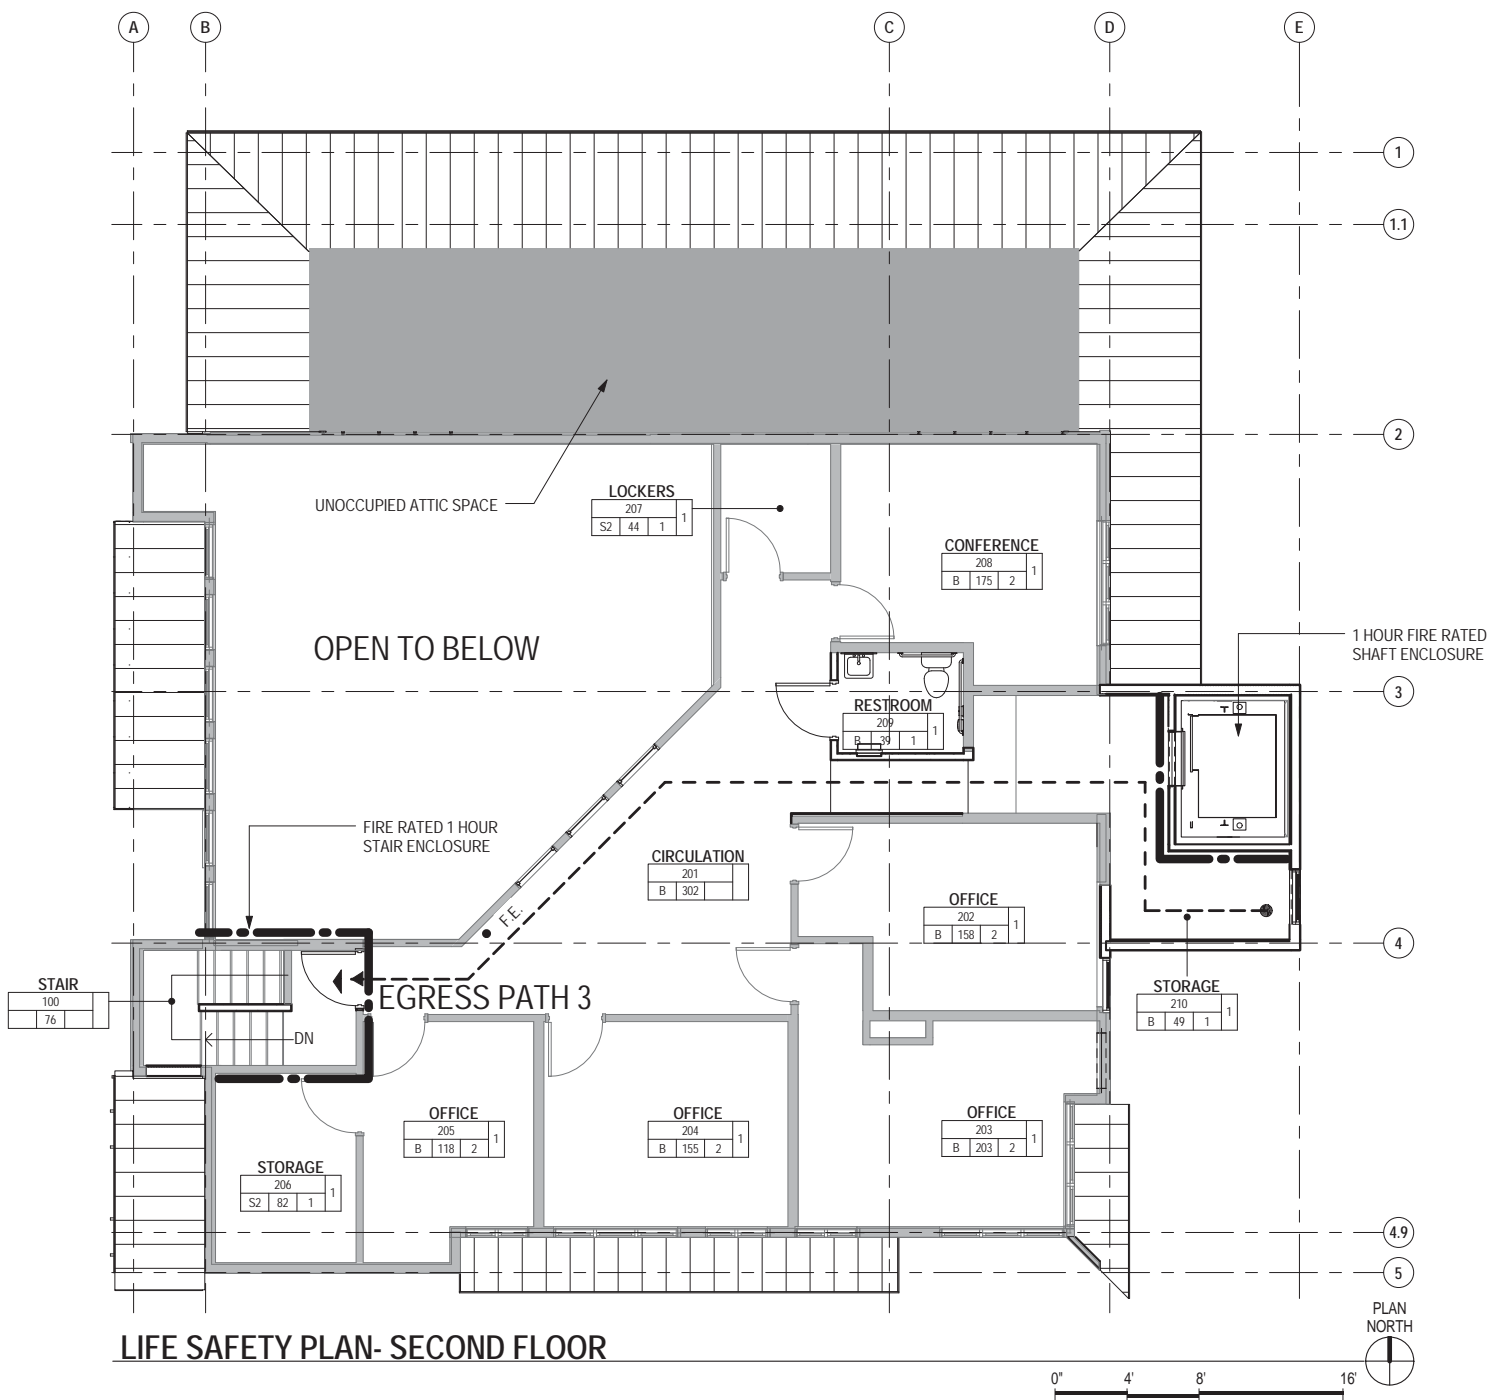 A
B
C
D
E
1
1.1
2
LOCKERS
207
S2 44 1 1
UNOCCUPIED ATTIC SPACE
CONFERENCE
208
B 175 2 1
OPEN TO BELOW
1 HOUR FIRE RATED
SHAFT ENCLOSURE
3
RESTROOM
209
B 39 1 1
FIRE RATED 1 HOUR
STAIR ENCLOSURE
CIRCULATION
201
B 302
OFFICE
202
B 158 2 1
F.E.
4
STAIR
100
76
EGRESS PATH 3
STORAGE
210
B 49 1 1
DN
OFFICE
205
B 118 2 1
OFFICE
204
B 155 2 1
OFFICE
203
B 203 2 1
STORAGE
206
S2 82 1 1
4.9
5
PLAN
NORTH
LIFE SAFETY PLAN- SECOND FLOOR
0" 4' 8' 16'